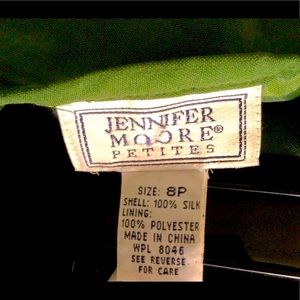 JENNIFER
MOORE®
PETITES
SIZE: 8P
SHELL: 100% SILK
LINING:
100% POLYESTER
MADE IN CHINA
WPL 8046
SEE REVERSE
FOR CARE